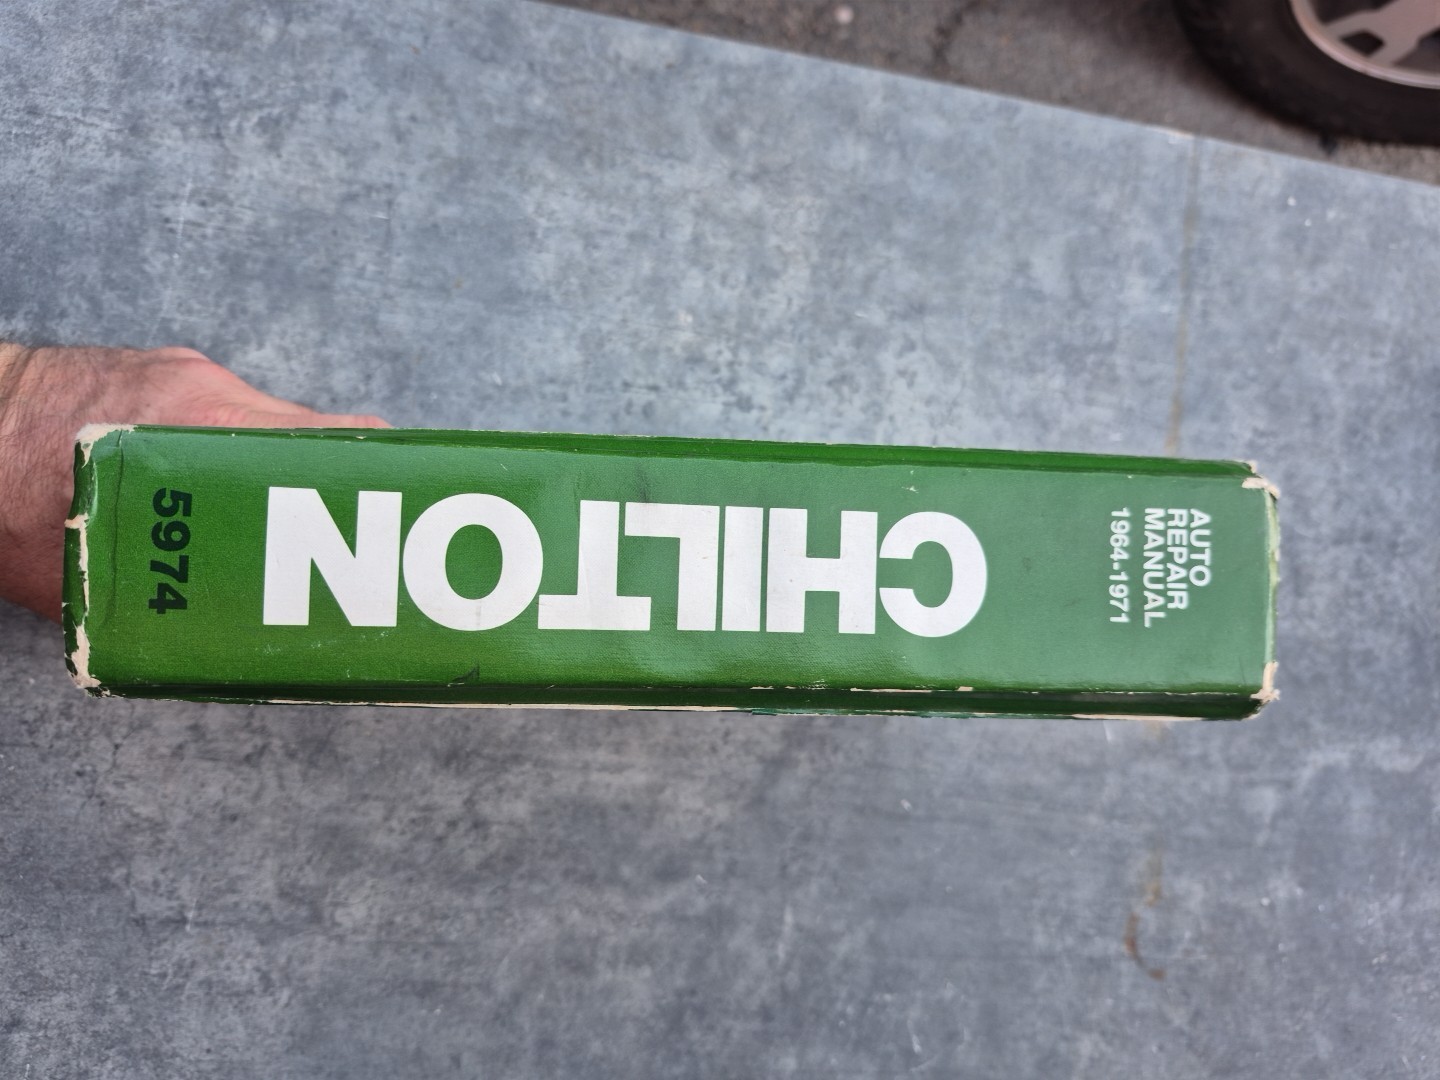 AUTO
REPAIR
MANUAL
1964-1971
CHILTON
5974